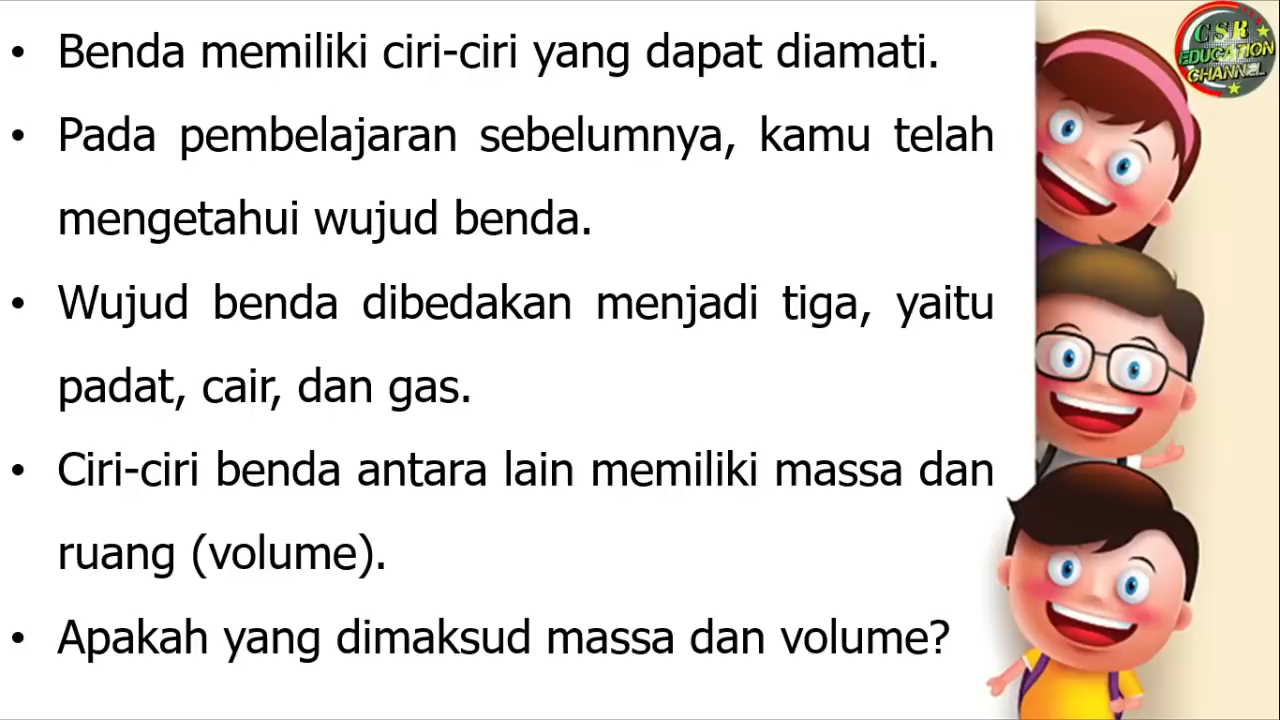 • Benda memiliki ciri-ciri yang dapat diamati.
• Pada pembelajaran sebelumnya, kamu telah
mengetahui wujud benda.
• Wujud benda dibedakan menjadi tiga, yaitu
padat, cair, dan gas.
• Ciri-ciri benda antara lain memiliki massa dan
ruang (volume).
• Apakah yang dimaksud massa dan volume?
CSR
EDUCATION
CHANNEL